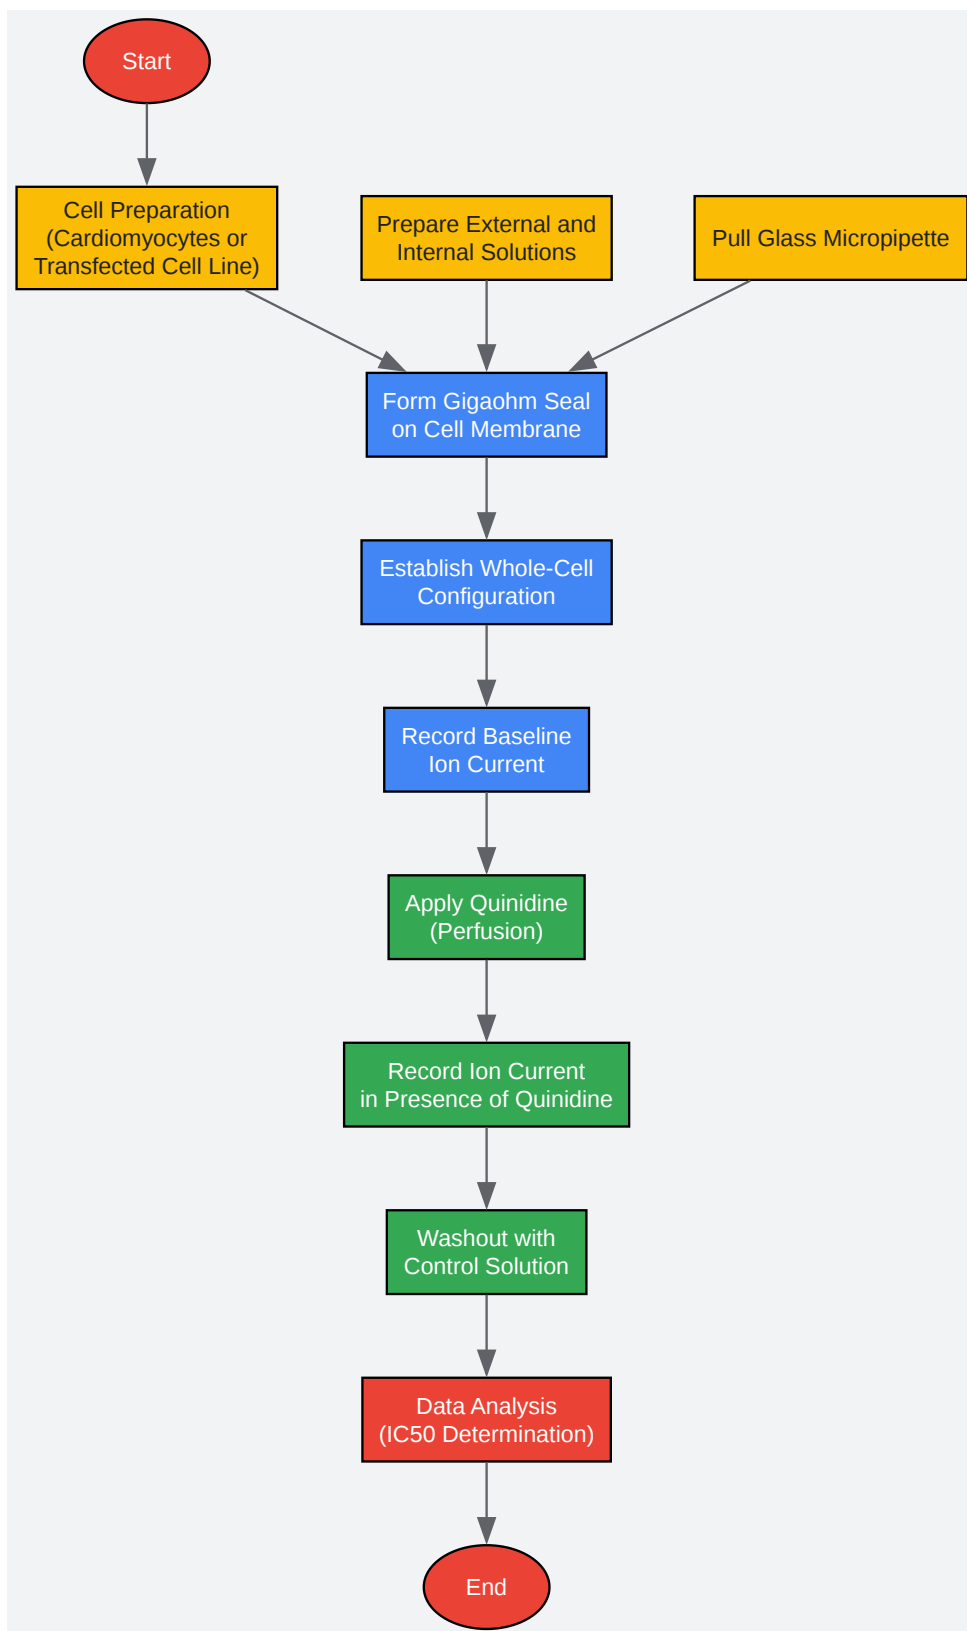 Start
Cell Preparation
(Cardiomyocytes or
Transfected Cell Line)
Prepare External and
Internal Solutions
Pull Glass Micropipette
Form Gigaohm Seal
on Cell Membrane
Establish Whole-Cell
Configuration
Record Baseline
Ion Current
Apply Quinidine
(Perfusion)
Record Ion Current
in Presence of Quinidine
Washout with
Control Solution
Data Analysis
(IC50 Determination)
End